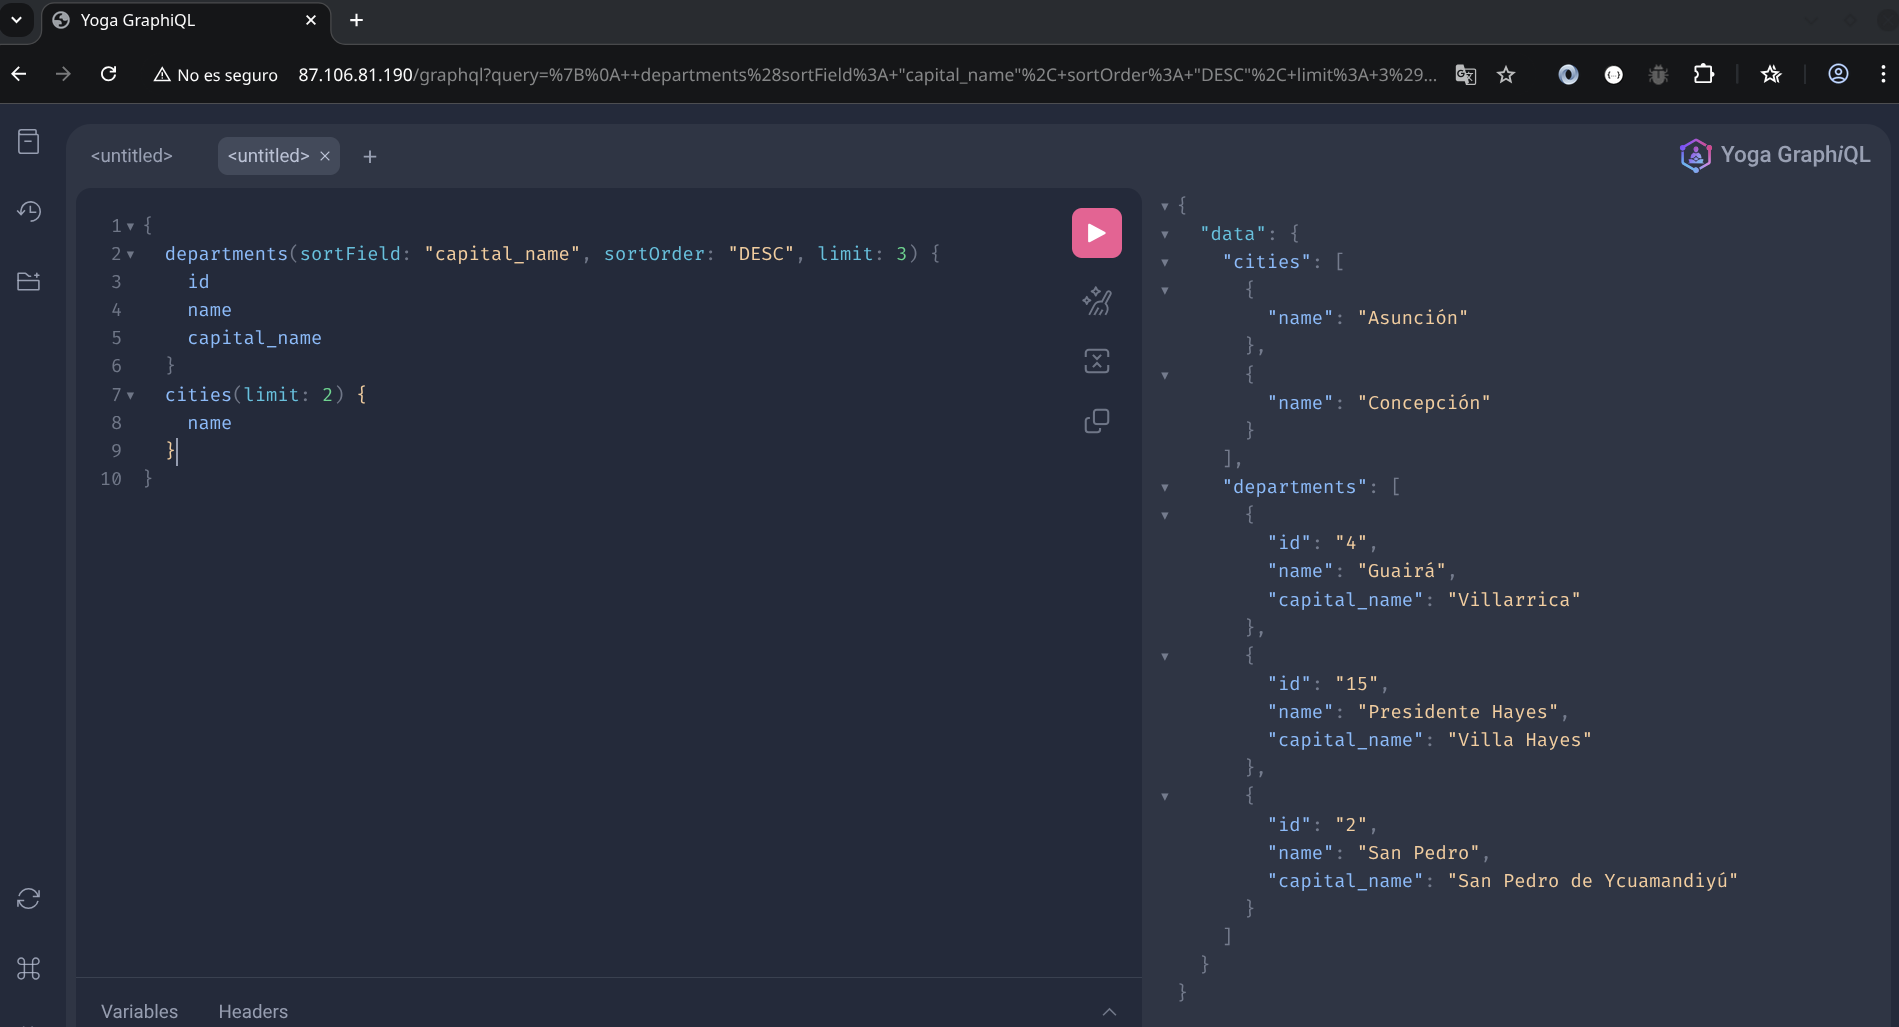 Yoga GraphiQL
No es seguro 87.106.81.190/graphql?query=%7B%0A++departments%28sortField%3A+"capital_name"%2C+sortOrder%3A+"DESC"%2C+limit%3A+3%29...
<untitled>
<untitled>
Yoga GraphiQL
1 {
2 departments(sortField: "capital_name", sortOrder: "DESC", limit: 3) {
3 id
4 name
5 capital_name
6 }
7 cities(limit: 2) {
8 name
9 }
10 }
Variables Headers
{
"data": {
"cities": [
{
"name": "Asunción"
},
{
"name": "Concepción"
}
],
"departments": [
{
"id": "4",
"name": "Guairá",
"capital_name": "Villarrica"
},
{
"id": "15",
"name": "Presidente Hayes",
"capital_name": "Villa Hayes"
},
{
"id": "2",
"name": "San Pedro",
"capital_name": "San Pedro de Ycuamandiyú"
}
]
}
}